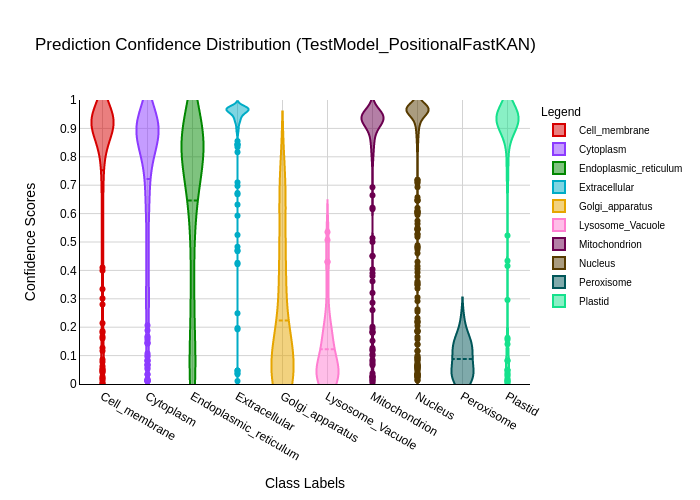 Prediction Confidence Distribution (TestModel_PositionalFastKAN)
Legend
Cell_membrane
Cytoplasm
Endoplasmic_reticulum
Extracellular
Golgi_apparatus
Lysosome_Vacuole
Mitochondrion
Nucleus
Peroxisome
Plastid
Confidence Scores
1
0.9
0.8
0.7
0.6
0.5
0.4
0.3
0.2
0.1
0
Cell_membrane
Cytoplasm
Endoplasmic_reticulum
Extracellular
Golgi_apparatus
Lysosome_Vacuole
Mitochondrion
Nucleus
Peroxisome
Plastid
Class Labels